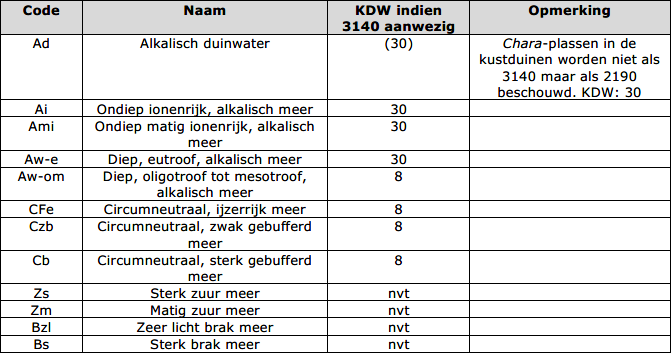 Code Naam KDW indien 3140 aanwezig Opmerking
Ad Alkalisch duinwater (30) Chara-plassen in de
kustduinen worden niet als
3140 maar als 2190
beschouwd. KDW: 30
Ai Ondiep ionenrijk, alkalisch meer 30
Ami Ondiep matig ionenrijk, alkalisch 30
meer
Aw-e Diep, eutroof, alkalisch meer 30
Aw-om Diep, oligotroof tot mesotroof, 8
alkalisch meer
CFe Circumneutraal, ijzerrijk meer 8
Czb Circumneutraal, zwak gebufferd 8
meer
Cb Circumneutraal, sterk gebufferd 8
meer
Zs Sterk zuur meer nvt
Zm Matig zuur meer nvt
Bzl Zeer licht brak meer nvt
Bs Sterk brak meer nvt